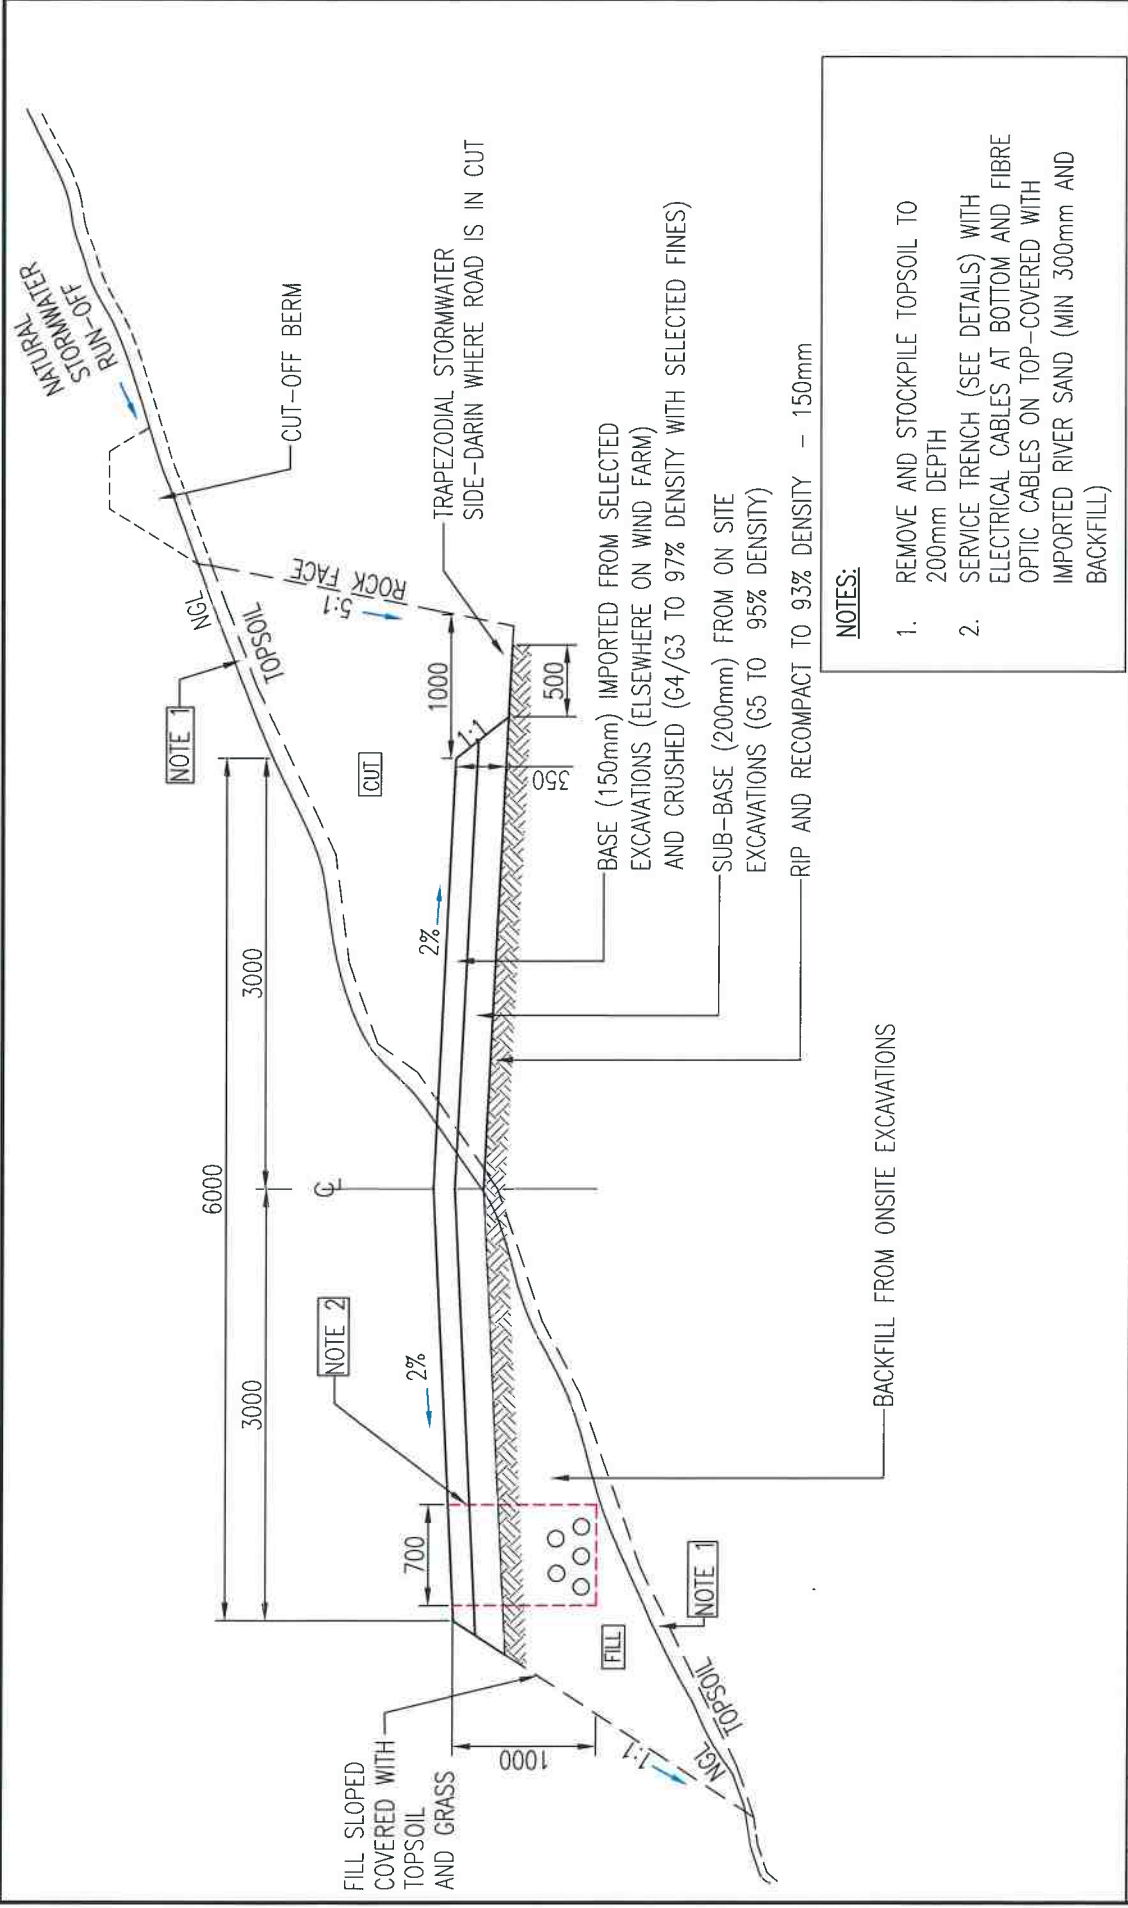 NATURAL
STORMWATER
RUN-OFF
CUT-OFF BERM
NGL
TOPSOIL
NOTE 1
5:1
ROCK FACE
TRAPEZODIAL STORMWATER
SIDE-DARIN WHERE ROAD IS IN CUT
6000
3000
3000
CUT
1000
1:1
500
350
2%
2%
℄
NOTE 2
700
FILL SLOPED
COVERED WITH
TOPSOIL
AND GRASS
1000
1:1
FILL
NGL
TOPSOIL
NOTE 1
BASE (150mm) IMPORTED FROM SELECTED
EXCAVATIONS (ELSEWHERE ON WIND FARM)
AND CRUSHED (G4/G3 TO 97% DENSITY WITH SELECTED FINES)
SUB-BASE (200mm) FROM ON SITE
EXCAVATIONS (G5 TO 95% DENSITY)
RIP AND RECOMPACT TO 93% DENSITY - 150mm
BACKFILL FROM ONSITE EXCAVATIONS
NOTES:
1. REMOVE AND STOCKPILE TOPSOIL TO
200mm DEPTH
2. SERVICE TRENCH (SEE DETAILS) WITH
ELECTRICAL CABLES AT BOTTOM AND FIBRE
OPTIC CABLES ON TOP-COVERED WITH
IMPORTED RIVER SAND (MIN 300mm AND
BACKFILL)